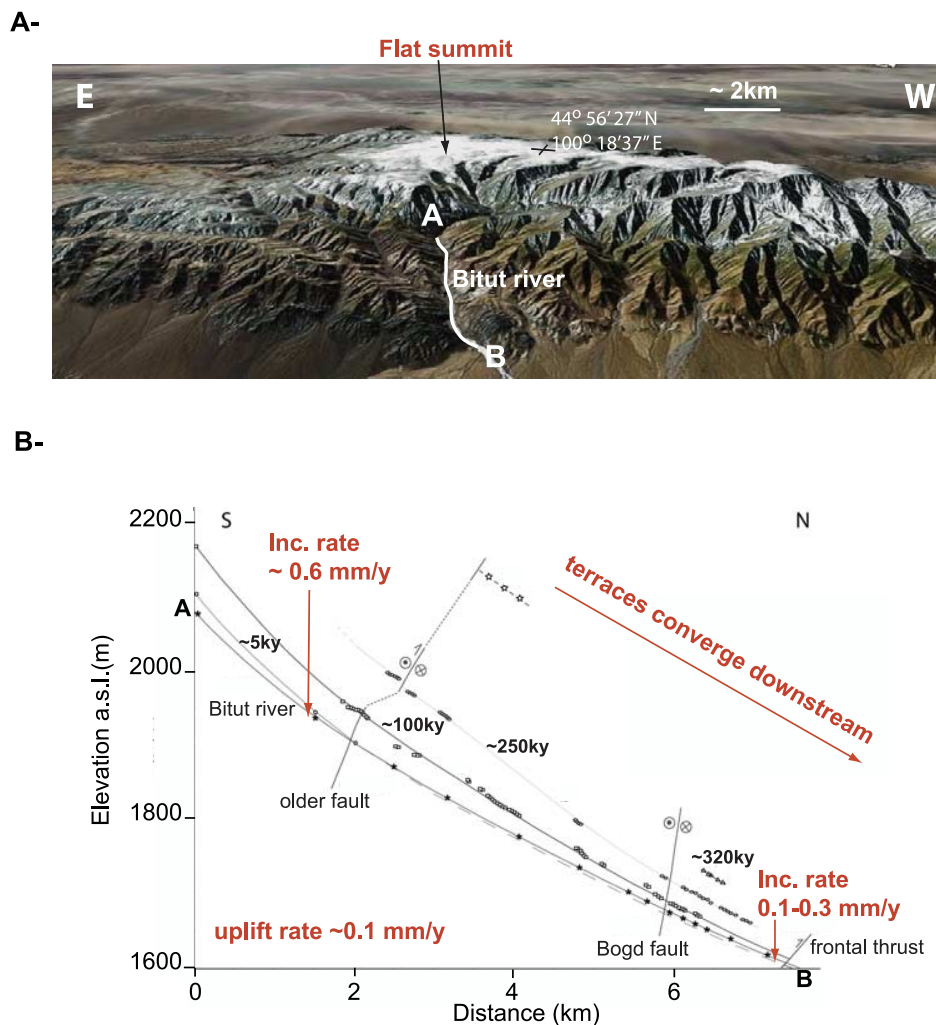 A-
Flat summit
E
~ 2km
W
44° 56'27"N
100° 18'37"E
A
Bitut river
B
B-
2200
S
N
Inc. rate
~ 0.6 mm/y
terraces converge downstream
A
~5ky
2000
Bitut river
~100ky
~250ky
Elevation a.s.l.(m)
older fault
1800
~320ky
Inc. rate
0.1-0.3 mm/y
uplift rate ~0.1 mm/y
Bogd fault
frontal thrust
1600
B
0
2
4
6
Distance (km)